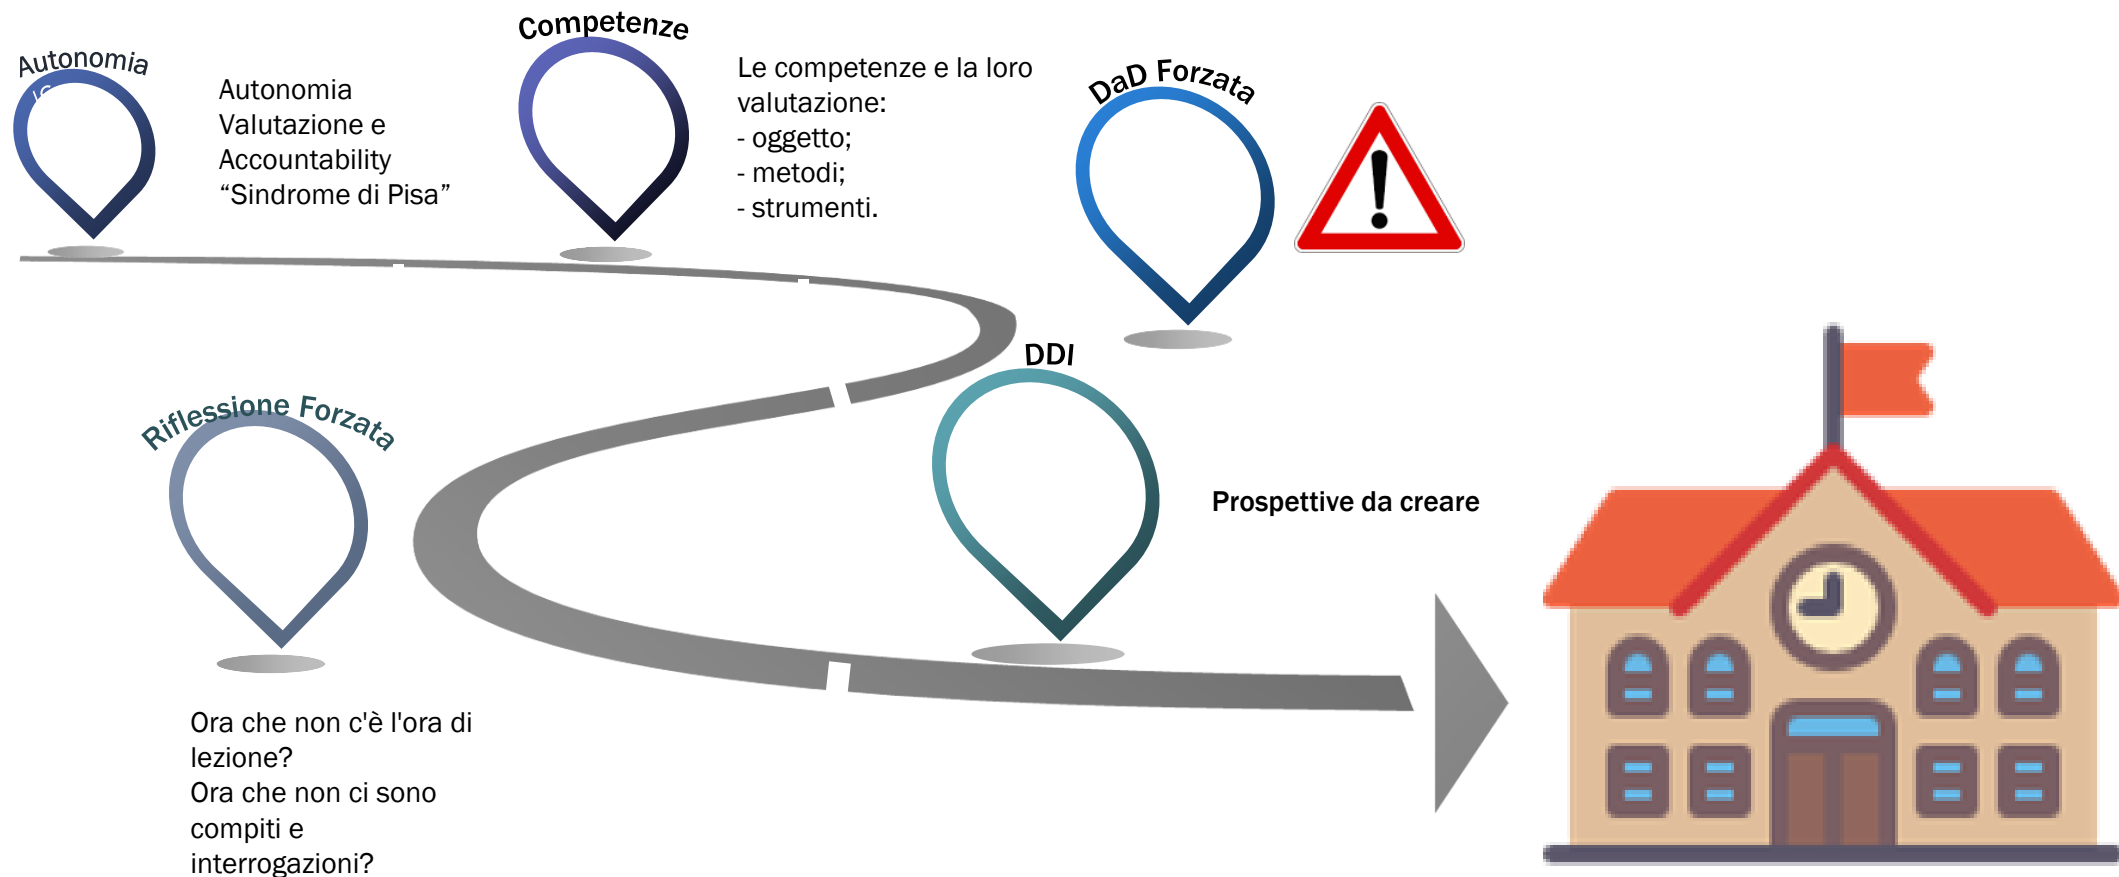 Autonomia
Autonomia
Valutazione e
Accountability
“Sindrome di Pisa”
Competenze
Le competenze e la loro
valutazione:
- oggetto;
- metodi;
- strumenti.
DaD Forzata
Riflessione Forzata
Ora che non c'è l'ora di
lezione?
Ora che non ci sono
compiti e
interrogazioni?
DDI
Prospettive da creare